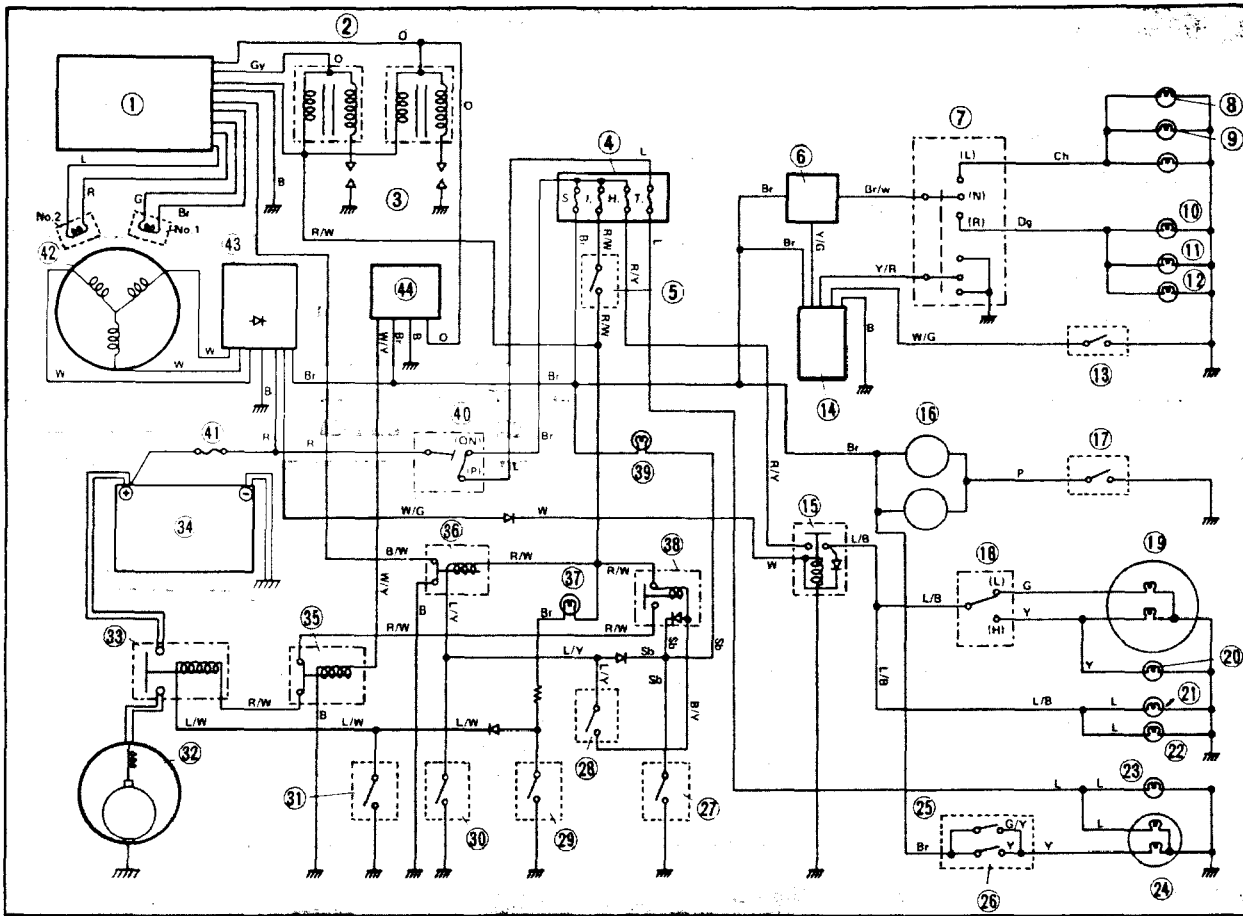 2
O
Gy
O
O
1
7
8
9
4
L
6
(L)
Ch
L
R
G
Br
B
3
S. I. H. T.
Br
Br/W
(N)
No.2
No.1
R/W
Br
R/W
R/Y
L
Br
Y/G
(R)
Dg
10
11
12
42
43
44
5
Y/R
W
W
B
W/Y
Br
B
O
R/W
B
W/G
14
13
Br
Br
40
16
17
41
R
R
(ON)
Br
(P)
L
39
Br
P
R/Y
34
W/G
W
15
L/B
W
36
38
18
19
B/W
R/W
R/W
37
(L)
G
W/Y
B
L/Y
Br
L/B
Y
(H)
33
35
R/W
R/W
Sb
Sb
L/Y
Sb
Y
20
R/W
L/Y
Sb
B/Y
L/B
L/B
L
21
B
L/W
L/W
L/W
L
22
32
28
23
31
30
29
27
L
25
L
G/Y
Br
Y
Y
26
24